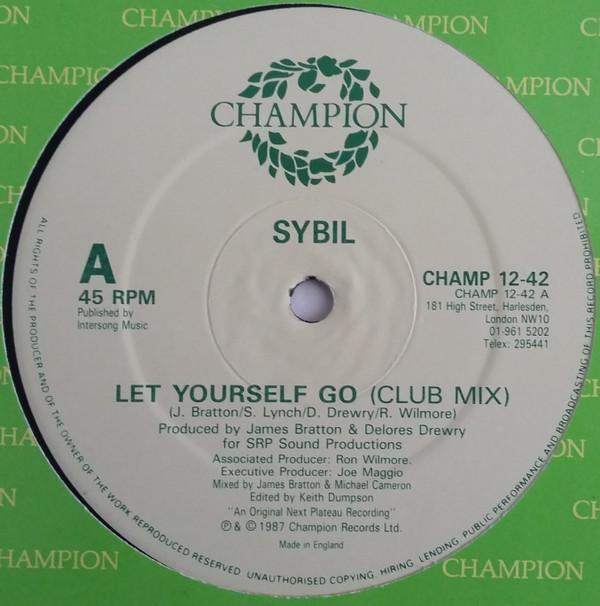 CHAMPION
SYBIL
A
45 RPM
Published by
Intersong Music
CHAMP 12-42
CHAMP 12-42 A
181 High Street, Harlesden,
London NW10
01-961 5202
Telex: 295441
LET YOURSELF GO (CLUB MIX)
(J. Bratton/S. Lynch/D. Drewry/R. Wilmore)
Produced by James Bratton & Delores Drewry
for SRP Sound Productions
Associated Producer: Ron Wilmore.
Executive Producer: Joe Maggio
Mixed by James Bratton & Michael Cameron
Edited by Keith Dumpson
"An Original Next Plateau Recording"
℗ & © 1987 Champion Records Ltd.
Made in England
ALL RIGHTS OF THE PRODUCER AND OF THE OWNER OF THE WORK REPRODUCED RESERVED UNAUTHORISED COPYING, HIRING, LENDING, PUBLIC PERFORMANCE AND BROADCASTING OF THIS RECORD PROHIBITED
CHAMPION
CHAMPION
CHAMPION
CHAMPION